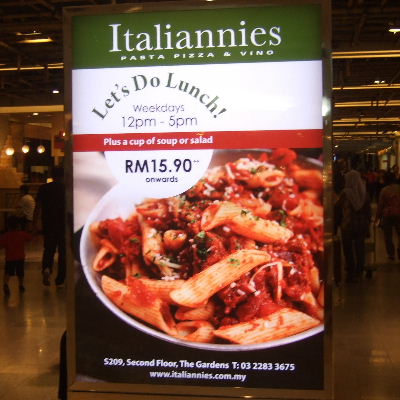 Italiannies
PASTA PIZZA & VINO
Let's Do Lunch!
Weekdays
12pm - 5pm
Plus a cup of soup or salad
RM15.90++
onwards
S209, Second Floor, The Gardens T: 03 2283 3675
www.italiannies.com.my